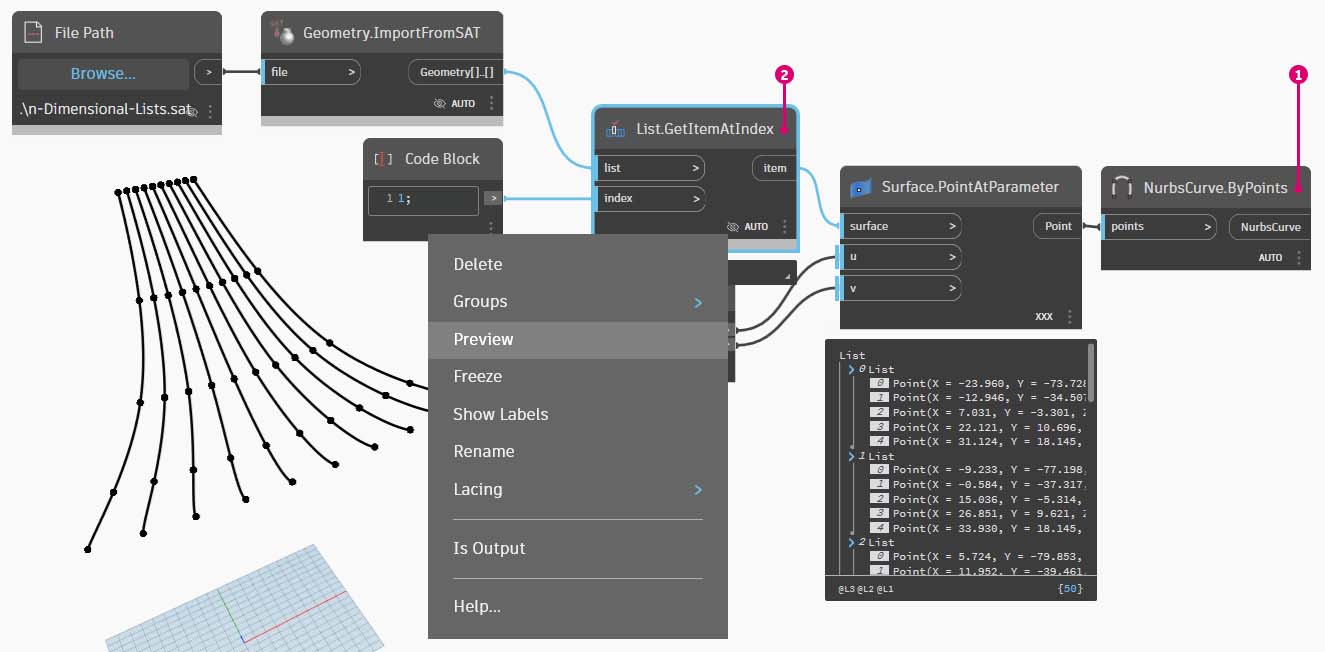 File Path
Browse...
>
.\n-Dimensional-Lists.sat
SAT
Geometry.ImportFromSAT
file >
Geometry[]..[]
AUTO
Code Block
1 1;
>
2
List.GetItemAtIndex
list >
item
index >
AUTO
Surface.PointAtParameter
surface >
Point
u >
v >
XXX
1
NurbsCurve.ByPoints
points >
NurbsCurve
AUTO
Delete
Groups >
Preview
Freeze
Show Labels
Rename
Lacing >
Is Output
Help...
List
0 List
0 Point(X = -23.960, Y = -73.728
1 Point(X = -12.946, Y = -34.507
2 Point(X = 7.031, Y = -3.301, Z
3 Point(X = 22.121, Y = 10.696,
4 Point(X = 31.124, Y = 18.145,
1 List
0 Point(X = -9.233, Y = -77.198,
1 Point(X = -0.584, Y = -37.317,
2 Point(X = 15.036, Y = -5.314,
3 Point(X = 26.851, Y = 9.621, Z
4 Point(X = 33.930, Y = 18.145,
2 List
0 Point(X = 5.724, Y = -79.853,
1 Point(X = 11.952, Y = -39.461,
@L3 @L2 @L1
{50}